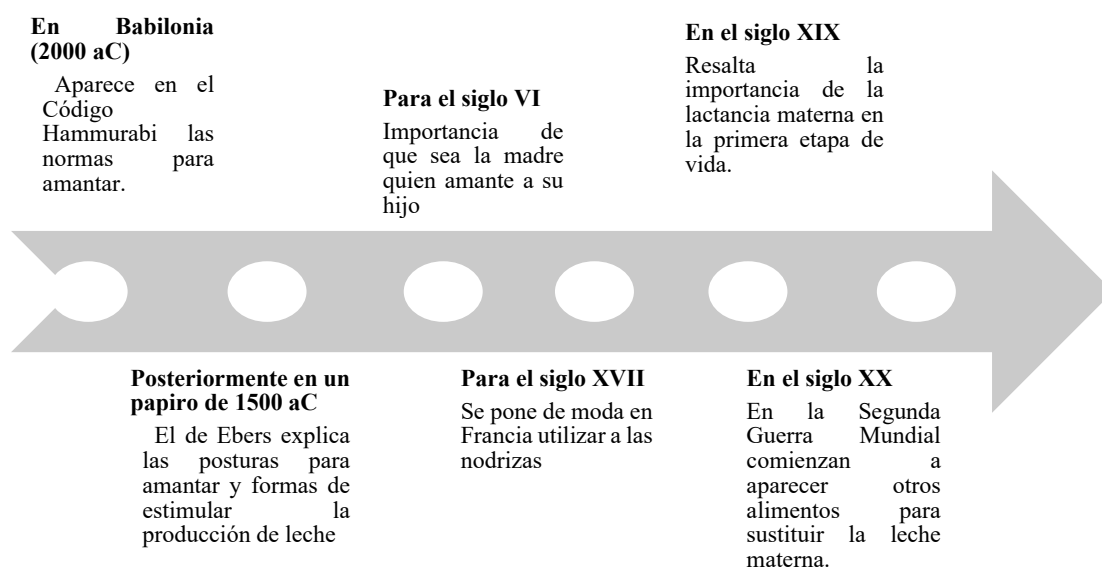 En Babilonia
(2000 aC)
Aparece en el
Código
Hammurabi las
normas para
amantar.
Posteriormente en un
papiro de 1500 aC
El de Ebers explica
las posturas para
amantar y formas de
estimular la
producción de leche
Para el siglo VI
Importancia de
que sea la madre
quien amante a su
hijo
Para el siglo XVII
Se pone de moda en
Francia utilizar a las
nodrizas
En el siglo XIX
Resalta la
importancia de la
lactancia materna en
la primera etapa de
vida.
En el siglo XX
En la Segunda
Guerra Mundial
comienzan a
aparecer otros
alimentos para
sustituir la leche
materna.